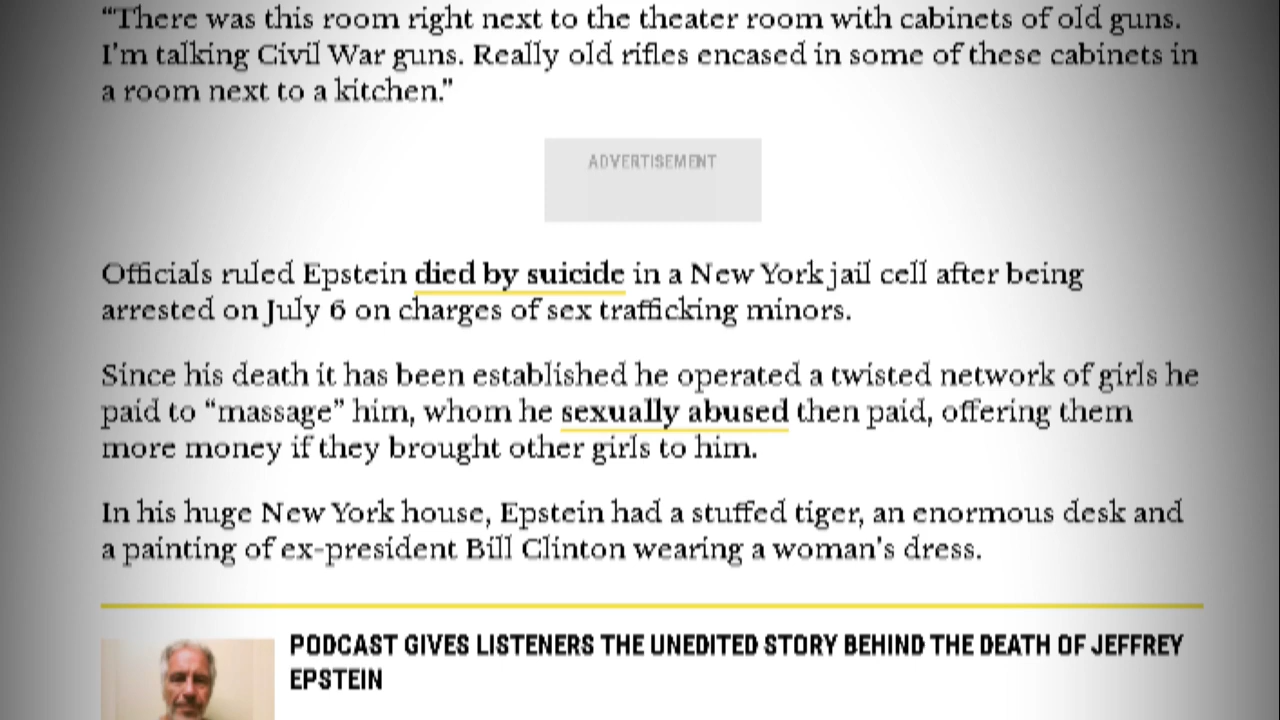 “‘There was this room right next to the theater room with cabinets of old guns.
I’m talking Civil War guns. Really old rifles encased in some of these cabinets in
a room next to a kitchen.”
ADVERTISEMENT
Officials ruled Epstein died by suicide in a New York jail cell after being
arrested on July 6 on charges of sex trafficking minors.
Since his death it has been established he operated a twisted network of girls he
paid to “massage” him, whom he sexually abused then paid, offering them
more money if they brought other girls to him.
In his huge New York house, Epstein had a stuffed tiger, an enormous desk and
a painting of ex-president Bill Clinton wearing a woman’s dress.
PODCAST GIVES LISTENERS THE UNEDITED STORY BEHIND THE DEATH OF JEFFREY
EPSTEIN